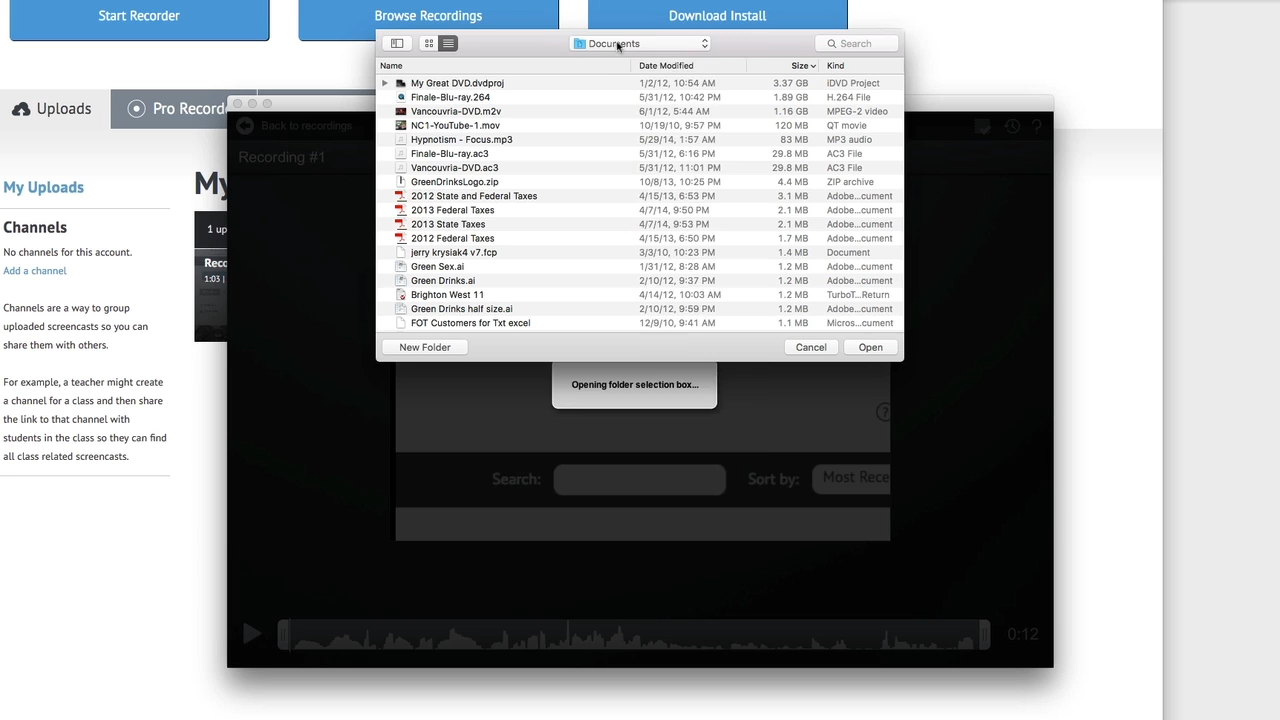 Start Recorder
Browse Recordings
Download Install
Documents
Search
Name
Date Modified
Size
Kind
My Great DVD.dvdproj 1/2/12, 10:54 AM 3.37 GB iDVD Project
Finale-Blu-ray.264 5/31/12, 10:42 PM 1.89 GB H.264 File
Vancouvria-DVD.m2v 6/1/12, 5:44 AM 1.16 GB MPEG-2 video
NC1-YouTube-1.mov 10/19/10, 9:57 PM 120 MB QT movie
Hypnotism - Focus.mp3 5/29/14, 1:57 AM 83 MB MP3 audio
Finale-Blu-ray.ac3 5/31/12, 6:16 PM 29.8 MB AC3 File
Vancouvria-DVD.ac3 5/31/12, 11:01 PM 29.8 MB AC3 File
GreenDrinksLogo.zip 10/8/13, 10:25 PM 4.4 MB ZIP archive
2012 State and Federal Taxes 4/15/13, 6:53 PM 3.1 MB Adobe...cument
2013 Federal Taxes 4/7/14, 9:50 PM 2.1 MB Adobe...cument
2013 State Taxes 4/7/14, 9:53 PM 2.1 MB Adobe...cument
2012 Federal Taxes 4/15/13, 6:50 PM 1.7 MB Adobe...cument
jerry krysiak4 v7.fcp 3/3/10, 10:23 PM 1.4 MB Document
Green Sex.ai 1/31/12, 8:28 AM 1.2 MB Adobe...cument
Green Drinks.ai 2/10/12, 9:37 PM 1.2 MB Adobe...cument
Brighton West 11 4/14/12, 10:03 AM 1.2 MB TurboT...Return
Green Drinks half size.ai 2/10/12, 9:59 PM 1.2 MB Adobe...cument
FOT Customers for Txt excel 12/9/10, 9:41 AM 1.1 MB Micros...cument
New Folder
Cancel
Open
Uploads
Pro Record
Back to recordings
?
Recording #1
My Uploads
My
Channels
1 up
No channels for this account.
Reco
Add a channel
1:03 |
Channels are a way to group
uploaded screencasts so you can
share them with others.
For example, a teacher might create
a channel for a class and then share
the link to that channel with
students in the class so they can find
all class related screencasts.
Opening folder selection box...
?
Search:
Sort by:
Most Rece
0:12